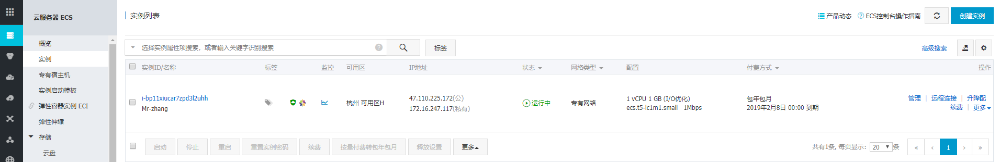 云服务器 ECS
概览
实例
专有宿主机
实例启动模板
弹性容器实例 ECI
弹性伸缩
存储
云盘
实例列表
产品动态
ECS控制台操作指南
创建实例
选择实例属性项搜索，或者输入关键字识别搜索
标签
高级搜索
实例ID/名称 标签 监控 可用区 IP地址 状态 网络类型 配置 付费方式 操作
i-bp11xiucar7zpd3l2uhh
Mr-zhang
杭州 可用区H
47.110.225.172(公)
172.16.247.117(私有)
运行中
专有网络
1 vCPU 1 GB (I/O优化)
ecs.t5-lc1m1.small 1Mbps
包年包月
2019年2月8日 00:00 到期
管理 | 远程连接 | 升降配
续费 | 更多
启动 停止 重启 重置实例密码 续费 按量付费转包年包月 释放设置 更多
共有1条, 每页显示: 20 条 « ‹ 1 › »